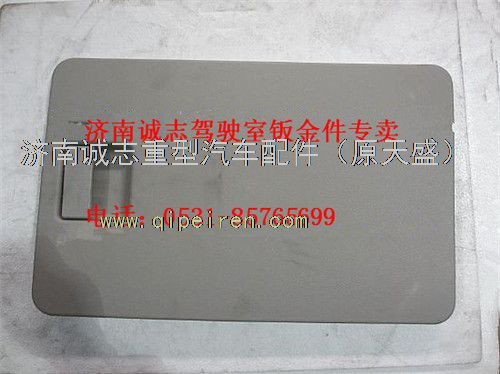 济南诚志驾驶室钣金件专卖
济南诚志重型汽车配件（原天盛）
电话：0531-85765699
www.qipeiren.com